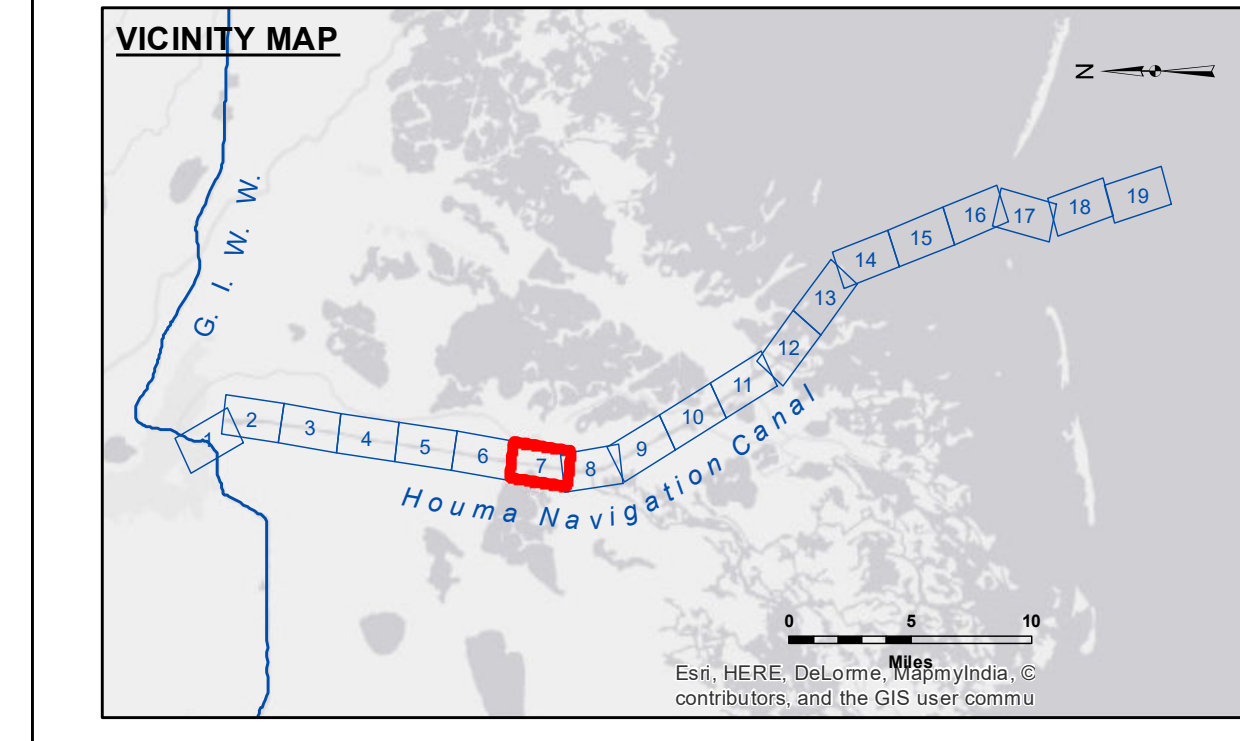 VICINITY MAP
N
G. I. W. W.
1
2
3
4
5
6
7
8
9
10
11
12
13
14
15
16
17
18
19
Houma Navigation Canal
0 5 10
Miles
Esri, HERE, DeLorme, MapmyIndia, ©
contributors, and the GIS user commu